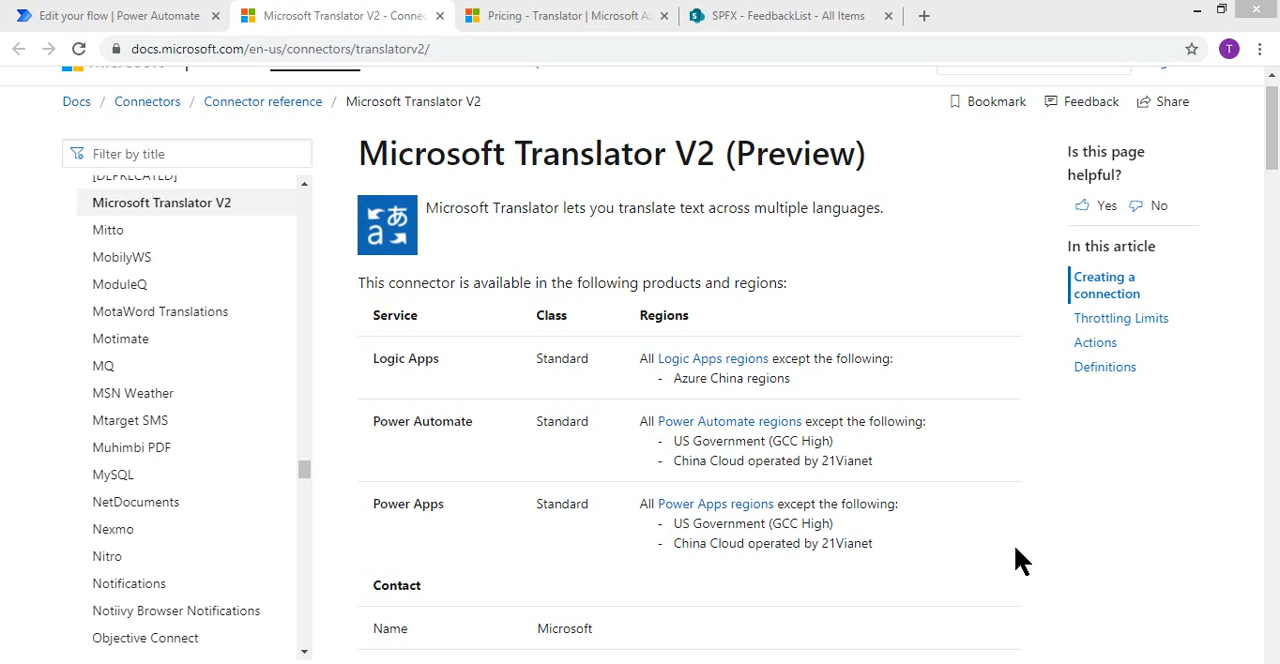 Edit your flow | Power Automate
Microsoft Translator V2 - Connec
Pricing - Translator | Microsoft A
SPFX - FeedbackList - All Items
docs.microsoft.com/en-us/connectors/translatorv2/
T
Docs / Connectors / Connector reference / Microsoft Translator V2
Bookmark Feedback Share
Filter by title
[DEPRECATED]
Microsoft Translator V2
Mitto
MobilyWS
ModuleQ
MotaWord Translations
Motimate
MQ
MSN Weather
Mtarget SMS
Muhimbi PDF
MySQL
NetDocuments
Nexmo
Nitro
Notifications
Notiivy Browser Notifications
Objective Connect
Microsoft Translator V2 (Preview)
a あ
Microsoft Translator lets you translate text across multiple languages.
This connector is available in the following products and regions:
Service Class Regions
Logic Apps Standard All Logic Apps regions except the following:
- Azure China regions
Power Automate Standard All Power Automate regions except the following:
- US Government (GCC High)
- China Cloud operated by 21Vianet
Power Apps Standard All Power Apps regions except the following:
- US Government (GCC High)
- China Cloud operated by 21Vianet
Contact
Name Microsoft
Is this page
helpful?
Yes No
In this article
Creating a
connection
Throttling Limits
Actions
Definitions